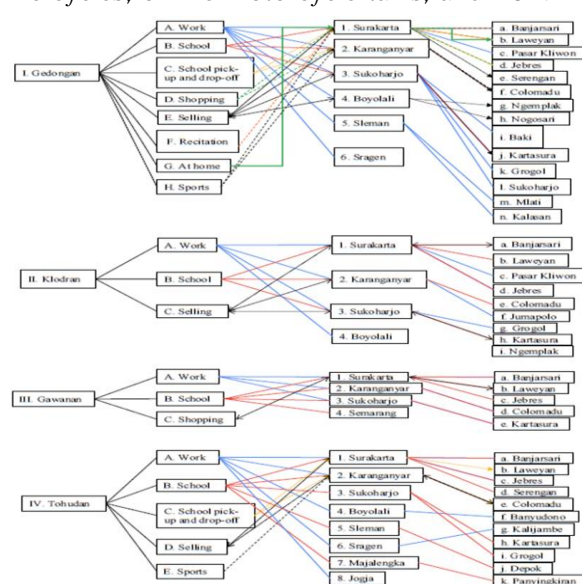 I. Gedongan
A. Work
B. School
C. School pick-
up and drop-off
D. Shopping
E. Selling
F. Recitation
G. At home
H. Sports
1. Surakarta
2. Karanganyar
3. Sukoharjo
4. Boyolali
5. Sleman
6. Sragen
a. Banjarsari
b. Laweyan
c. Pasar Kliwon
d. Jebres
e. Serengan
f. Colomadu
g. Ngemplak
h. Nogosari
i. Baki
j. Kartasura
k. Grogol
l. Sukoharjo
m. Mlati
n. Kalasan
II. Klodran
A. Work
B. School
C. Selling
1. Surakarta
2. Karanganyar
3. Sukoharjo
4. Boyolali
a. Banjarsari
b. Laweyan
c. Pasar Kliwon
d. Jebres
e. Colomadu
f. Jumapolo
g. Grogol
h. Kartasura
i. Ngemplak
III. Gawanan
A. Work
B. School
C. Shopping
1. Surakarta
2. Karanganyar
3. Sukoharjo
4. Semarang
a. Banjarsari
b. Laweyan
c. Jebres
d. Colomadu
e. Kartasura
IV. Tohudan
A. Work
B. School
C. School pick-
up and drop-off
D. Selling
E. Sports
1. Surakarta
2. Karanganyar
3. Sukoharjo
4. Boyolali
5. Sleman
6. Sragen
7. Majalengka
8. Jogja
a. Banjarsari
b. Laweyan
c. Jebres
d. Serengan
e. Colomadu
f. Banyudono
g. Kalijambe
h. Kartasura
i. Grogol
j. Depok
k. Panyingkiran